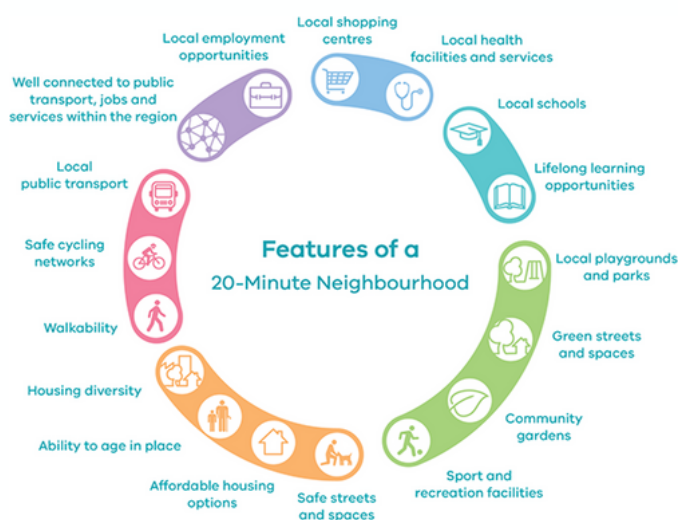 Features of a
20-Minute Neighbourhood
Local shopping
centres
Local health
facilities and services
Local schools
Lifelong learning
opportunities
Local playgrounds
and parks
Green streets
and spaces
Community
gardens
Sport and
recreation facilities
Safe streets
and spaces
Affordable housing
options
Ability to age in place
Housing diversity
Walkability
Safe cycling
networks
Local
public transport
Well connected to public
transport, jobs and
services within the region
Local employment
opportunities